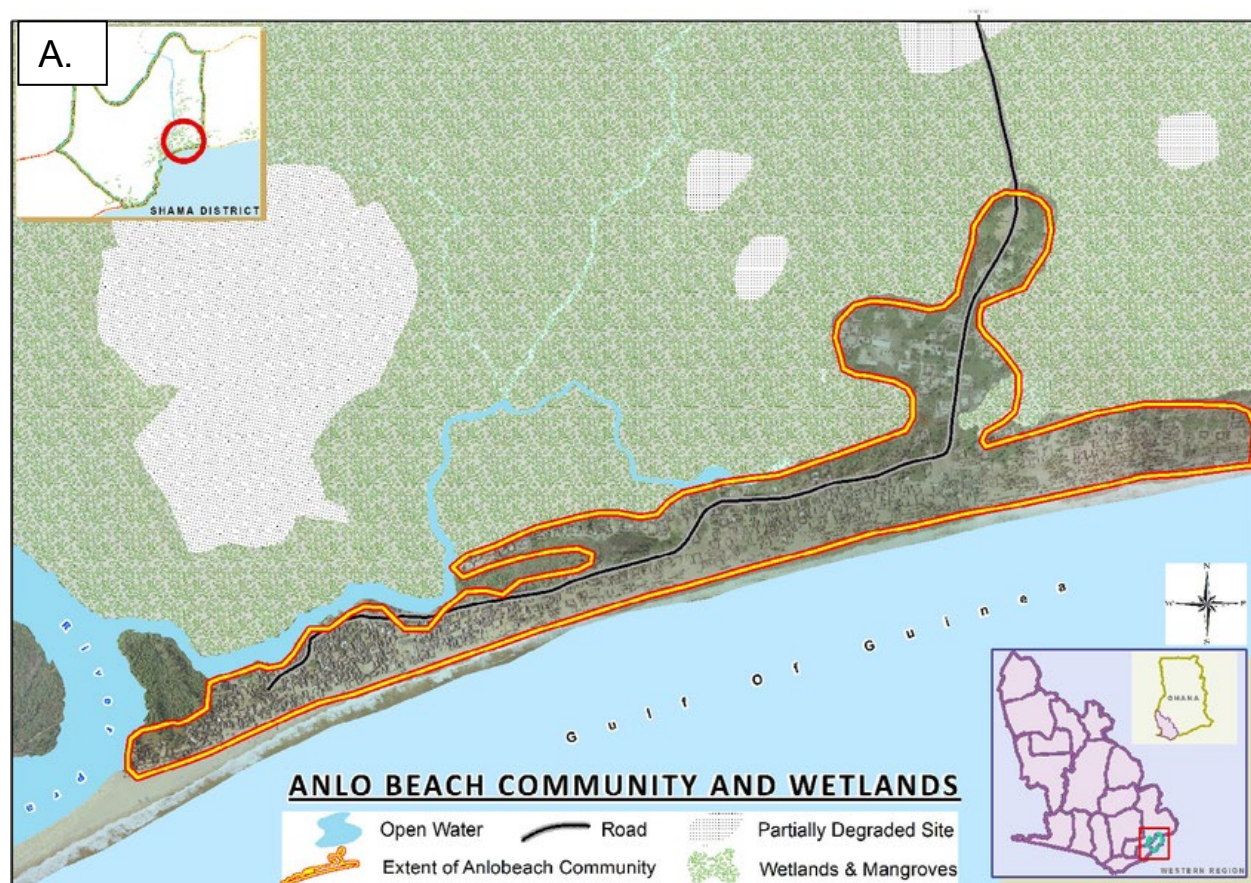 A.
SHAMA DISTRICT
River Pra
Gulf Of Guinea
N
W
S
GHANA
WESTERN REGION
ANLO BEACH COMMUNITY AND WETLANDS
Open Water
Road
Partially Degraded Site
Extent of Anlobeach Community
Wetlands & Mangroves